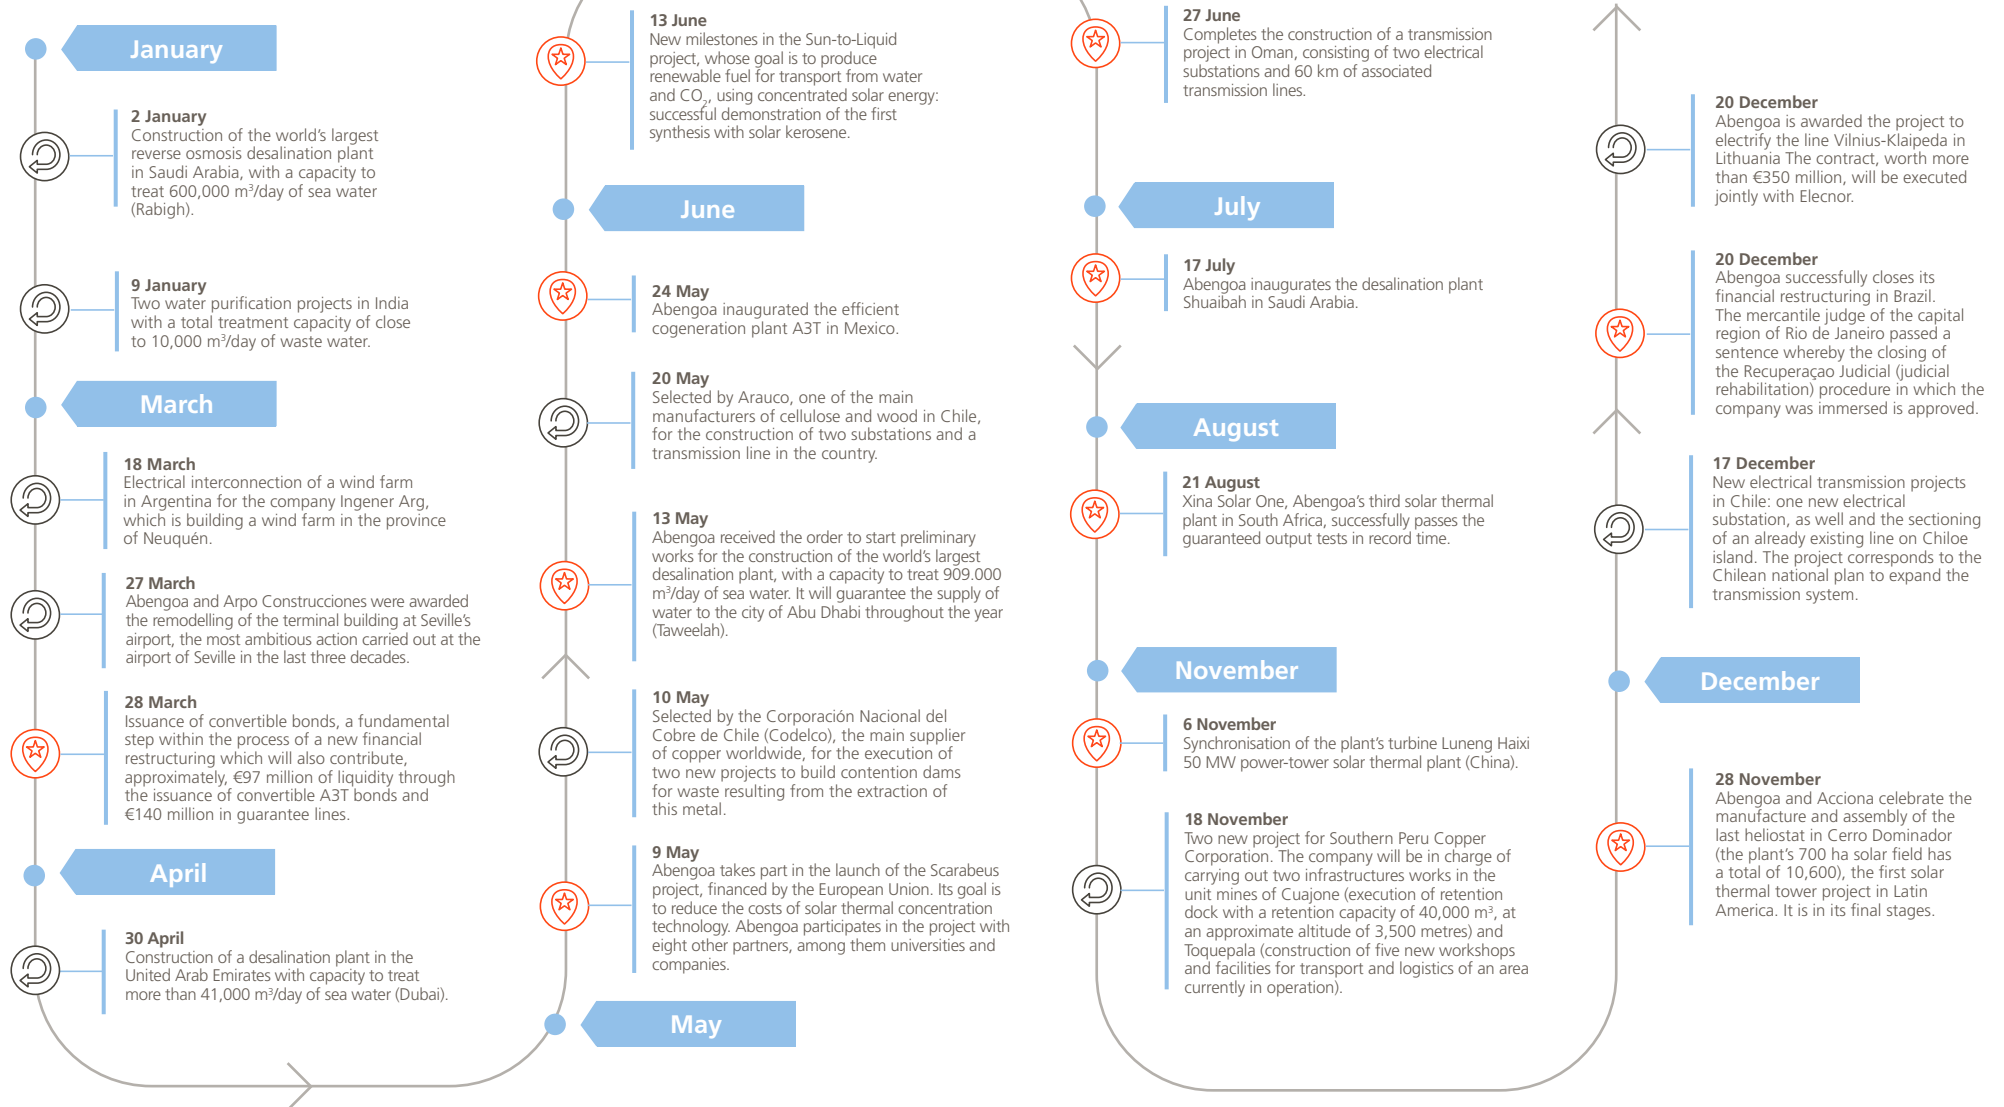 January
2 January
Construction of the world's largest
reverse osmosis desalination plant
in Saudi Arabia, with a capacity to
treat 600,000 m³/day of sea water
(Rabigh).
9 January
Two water purification projects in India
with a total treatment capacity of close
to 10,000 m³/day of waste water.
March
18 March
Electrical interconnection of a wind farm
in Argentina for the company Ingener Arg,
which is building a wind farm in the province
of Neuquén.
27 March
Abengoa and Arpo Construcciones were awarded
the remodelling of the terminal building at Seville's
airport, the most ambitious action carried out at the
airport of Seville in the last three decades.
28 March
Issuance of convertible bonds, a fundamental
step within the process of a new financial
restructuring which will also contribute,
approximately, €97 million of liquidity through
the issuance of convertible A3T bonds and
€140 million in guarantee lines.
April
30 April
Construction of a desalination plant in the
United Arab Emirates with capacity to treat
more than 41,000 m³/day of sea water (Dubai).
13 June
New milestones in the Sun-to-Liquid
project, whose goal is to produce
renewable fuel for transport from water
and CO₂, using concentrated solar energy:
successful demonstration of the first
synthesis with solar kerosene.
June
24 May
Abengoa inaugurated the efficient
cogeneration plant A3T in Mexico.
20 May
Selected by Arauco, one of the main
manufacturers of cellulose and wood in Chile,
for the construction of two substations and a
transmission line in the country.
13 May
Abengoa received the order to start preliminary
works for the construction of the world's largest
desalination plant, with a capacity to treat 909.000
m³/day of sea water. It will guarantee the supply of
water to the city of Abu Dhabi throughout the year
(Taweelah).
10 May
Selected by the Corporación Nacional del
Cobre de Chile (Codelco), the main supplier
of copper worldwide, for the execution of
two new projects to build contention dams
for waste resulting from the extraction of
this metal.
9 May
Abengoa takes part in the launch of the Scarabeus
project, financed by the European Union. Its goal is
to reduce the costs of solar thermal concentration
technology. Abengoa participates in the project with
eight other partners, among them universities and
companies.
May
27 June
Completes the construction of a transmission
project in Oman, consisting of two electrical
substations and 60 km of associated
transmission lines.
July
17 July
Abengoa inaugurates the desalination plant
Shuaibah in Saudi Arabia.
August
21 August
Xina Solar One, Abengoa's third solar thermal
plant in South Africa, successfully passes the
guaranteed output tests in record time.
November
6 November
Synchronisation of the plant's turbine Luneng Haixi
50 MW power-tower solar thermal plant (China).
18 November
Two new project for Southern Peru Copper
Corporation. The company will be in charge of
carrying out two infrastructures works in the
unit mines of Cuajone (execution of retention
dock with a retention capacity of 40,000 m³, at
an approximate altitude of 3,500 metres) and
Toquepala (construction of five new workshops
and facilities for transport and logistics of an area
currently in operation).
20 December
Abengoa is awarded the project to
electrify the line Vilnius-Klaipeda in
Lithuania The contract, worth more
than €350 million, will be executed
jointly with Elecnor.
20 December
Abengoa successfully closes its
financial restructuring in Brazil.
The mercantile judge of the capital
region of Rio de Janeiro passed a
sentence whereby the closing of
the Recuperaçao Judicial (judicial
rehabilitation) procedure in which the
company was immersed is approved.
17 December
New electrical transmission projects
in Chile: one new electrical
substation, as well and the sectioning
of an already existing line on Chiloe
island. The project corresponds to the
Chilean national plan to expand the
transmission system.
December
28 November
Abengoa and Acciona celebrate the
manufacture and assembly of the
last heliostat in Cerro Dominador
(the plant's 700 ha solar field has
a total of 10,600), the first solar
thermal tower project in Latin
America. It is in its final stages.